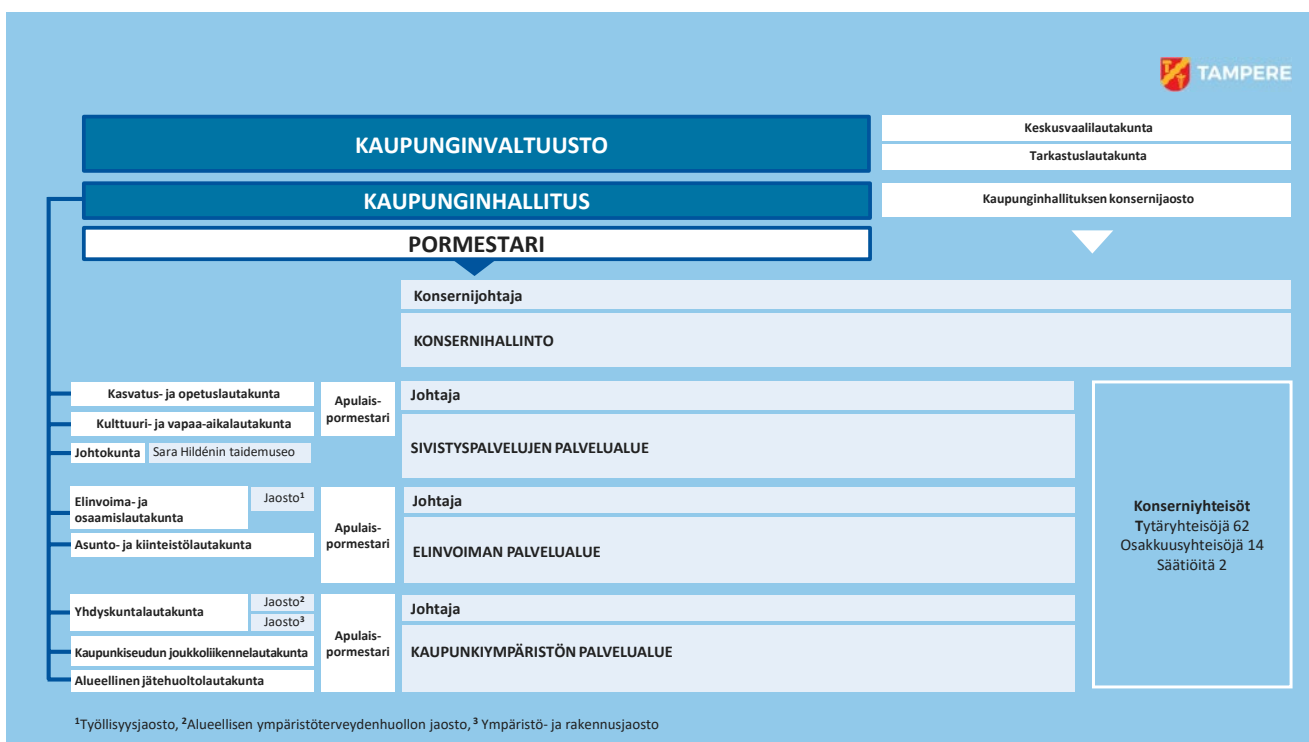 TAMPERE
KAUPUNGINVALTUUSTO
Keskusvaalilautakunta
Tarkastuslautakunta
KAUPUNGINHALLITUS
Kaupunginhallituksen konsernijaosto
PORMESTARI
Konsernijohtaja
KONSERNIHALLINTO
Kasvatus- ja opetuslautakunta
Kulttuuri- ja vapaa-aikalautakunta
Johtokunta
Sara Hildénin taidemuseo
Apulais-
pormestari
Johtaja
SIVISTYSPALVELUJEN PALVELUALUE
Elinvoima- ja
osaamislautakunta
Jaosto¹
Asunto- ja kiinteistölautakunta
Apulais-
pormestari
Johtaja
ELINVOIMAN PALVELUALUE
Yhdyskuntalautakunta
Jaosto²
Jaosto³
Kaupunkiseudun joukkoliikennelautakunta
Alueellinen jätehuoltolautakunta
Apulais-
pormestari
Johtaja
KAUPUNKIYMPÄRISTÖN PALVELUALUE
Konserniyhteisöt
Tytäryhteisöjä 62
Osakkuusyhteisöjä 14
Säätiöitä 2
¹Työllisyysjaosto, ²Alueellisen ympäristöterveydenhuollon jaosto, ³ Ympäristö- ja rakennusjaosto